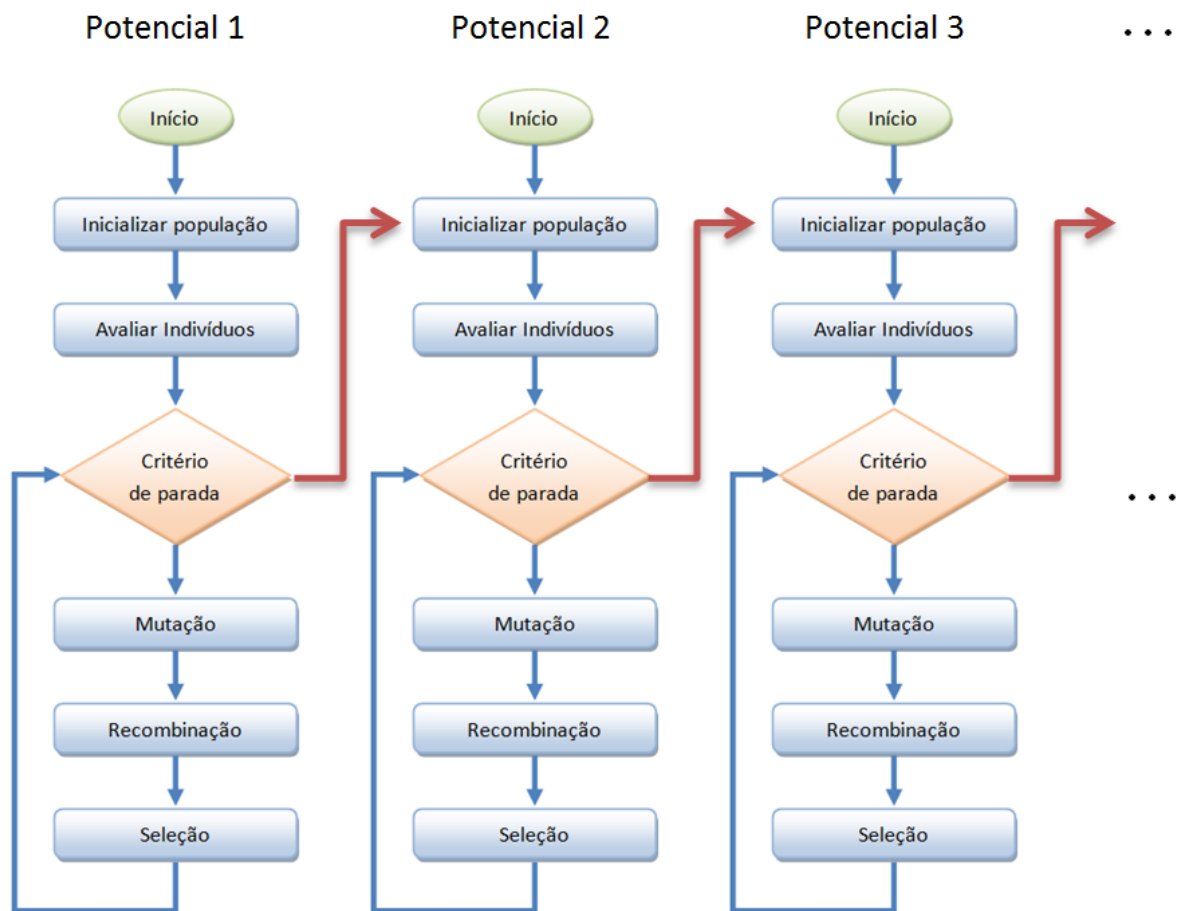 Potencial 1
Potencial 2
Potencial 3
...
Início
Inicializar população
Avaliar Indivíduos
Critério
de parada
Mutação
Recombinação
Seleção
Início
Inicializar população
Avaliar Indivíduos
Critério
de parada
Mutação
Recombinação
Seleção
Início
Inicializar população
Avaliar Indivíduos
Critério
de parada
Mutação
Recombinação
Seleção
...